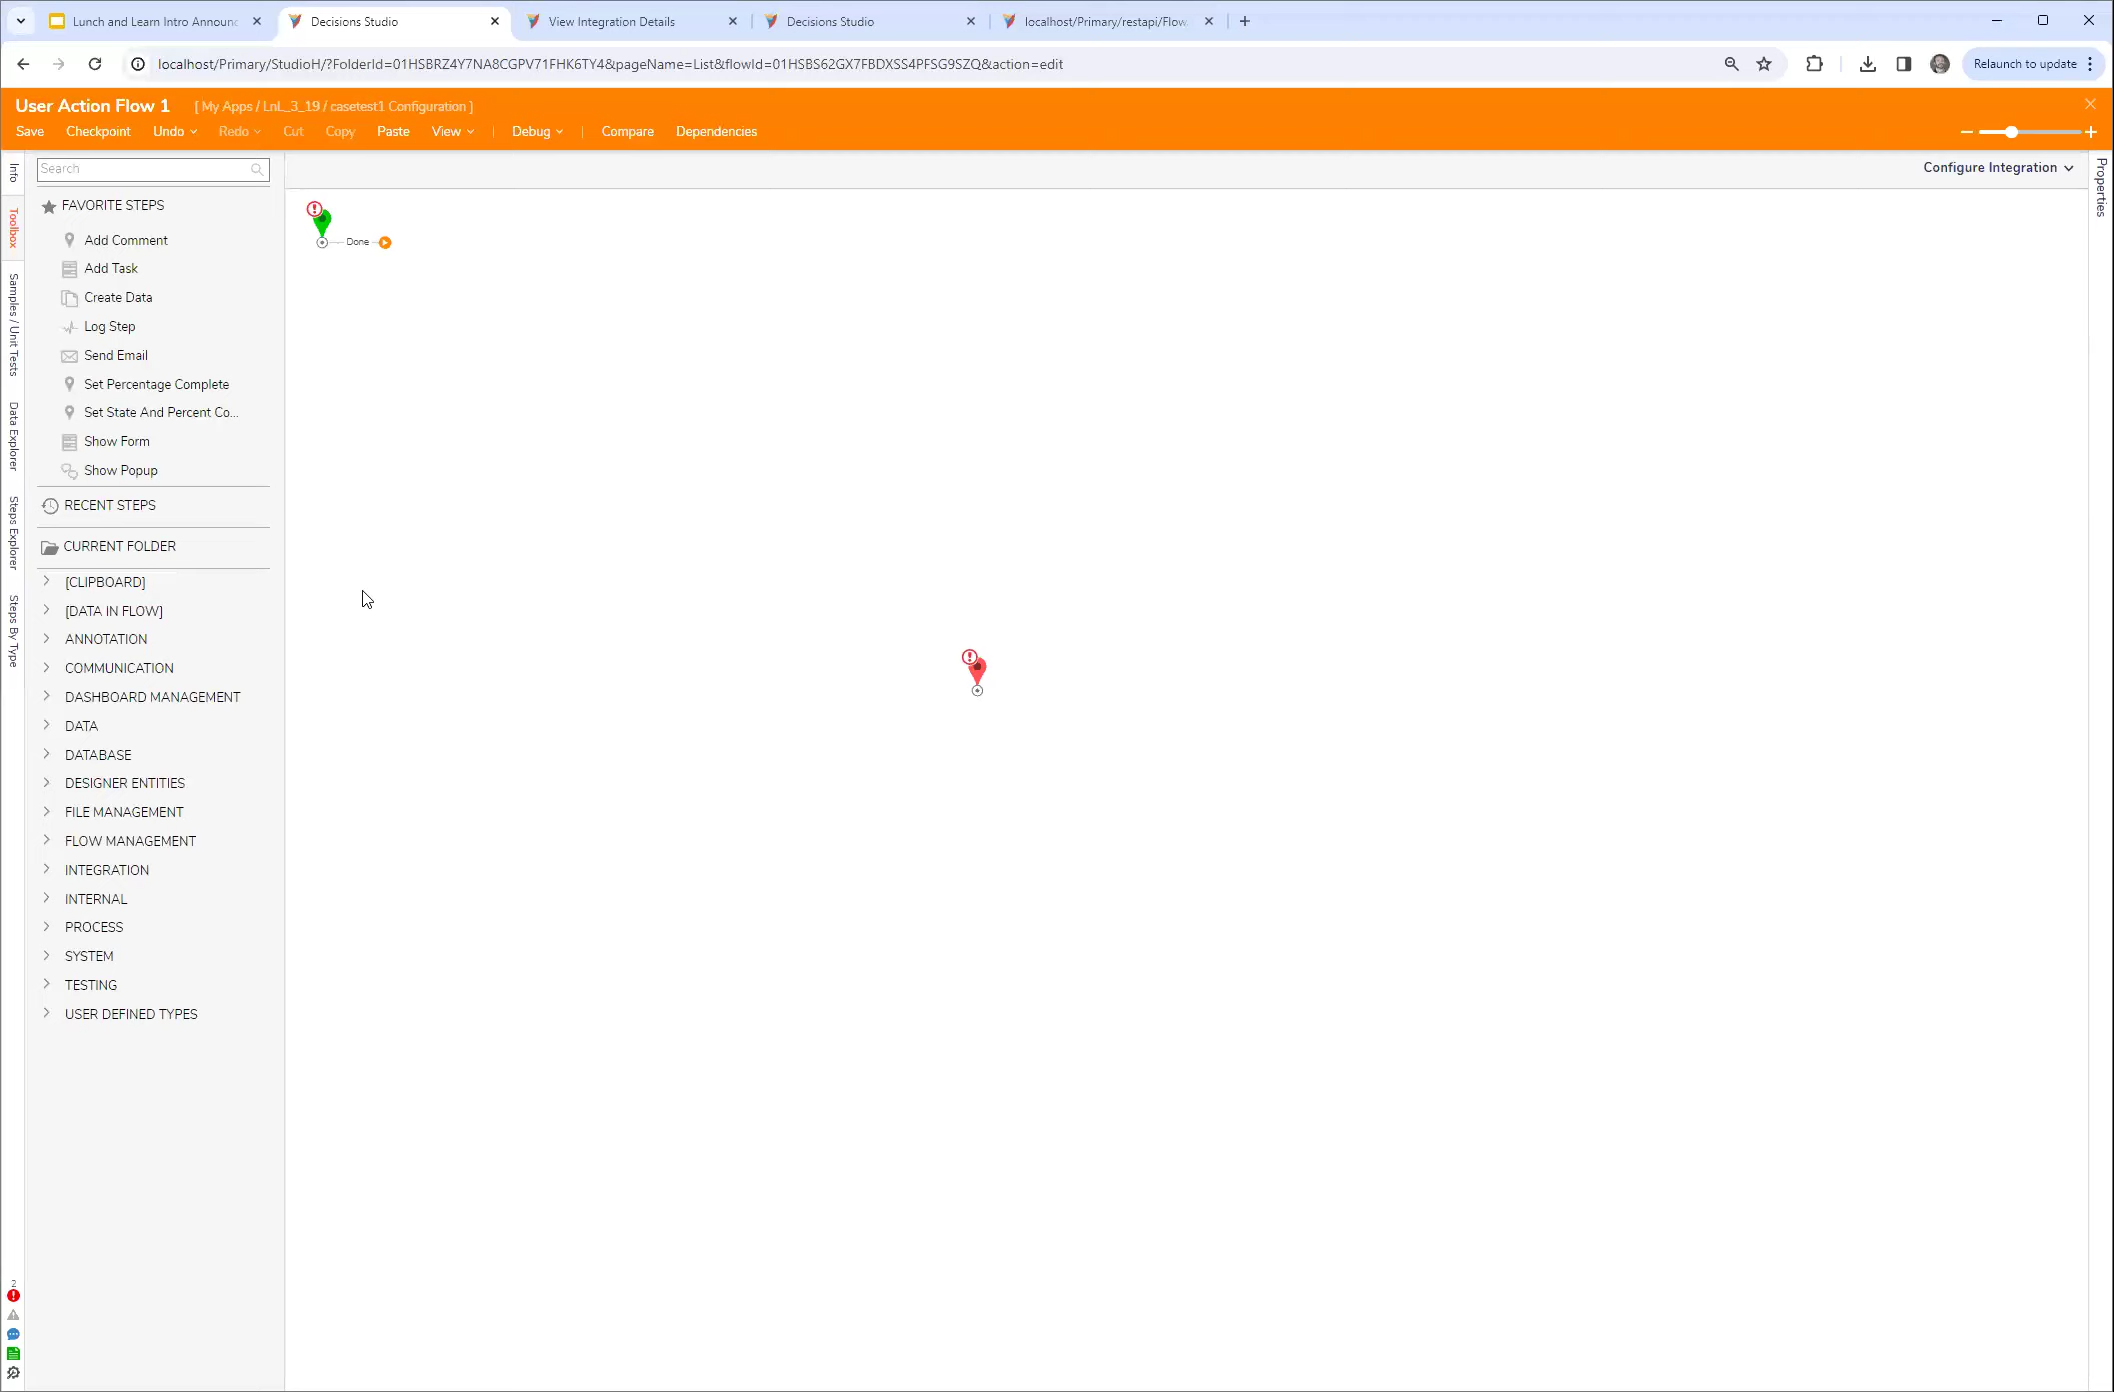 Lunch and Learn Intro Announc
Decisions Studio
View Integration Details
Decisions Studio
localhost/Primary/restapi/Flow
localhost/Primary/StudioH/?FolderId=01HSBRZ4Y7NA8CGPV71FHK6TY4&pageName=List&flowId=01HSBS62GX7FBDXSS4PFSG9SZQ&action=edit
Relaunch to update
User Action Flow 1
[ My Apps / LnL_3_19 / casetest1 Configuration ]
Save
Checkpoint
Undo
Redo
Cut
Copy
Paste
View
Debug
Compare
Dependencies
Info
Toolbox
Samples / Unit Tests
Data Explorer
Steps Explorer
Steps By Type
Search
FAVORITE STEPS
Add Comment
Add Task
Create Data
Log Step
Send Email
Set Percentage Complete
Set State And Percent Co...
Show Form
Show Popup
RECENT STEPS
CURRENT FOLDER
[CLIPBOARD]
[DATA IN FLOW]
ANNOTATION
COMMUNICATION
DASHBOARD MANAGEMENT
DATA
DATABASE
DESIGNER ENTITIES
FILE MANAGEMENT
FLOW MANAGEMENT
INTEGRATION
INTERNAL
PROCESS
SYSTEM
TESTING
USER DEFINED TYPES
2
Configure Integration
Done
Properties